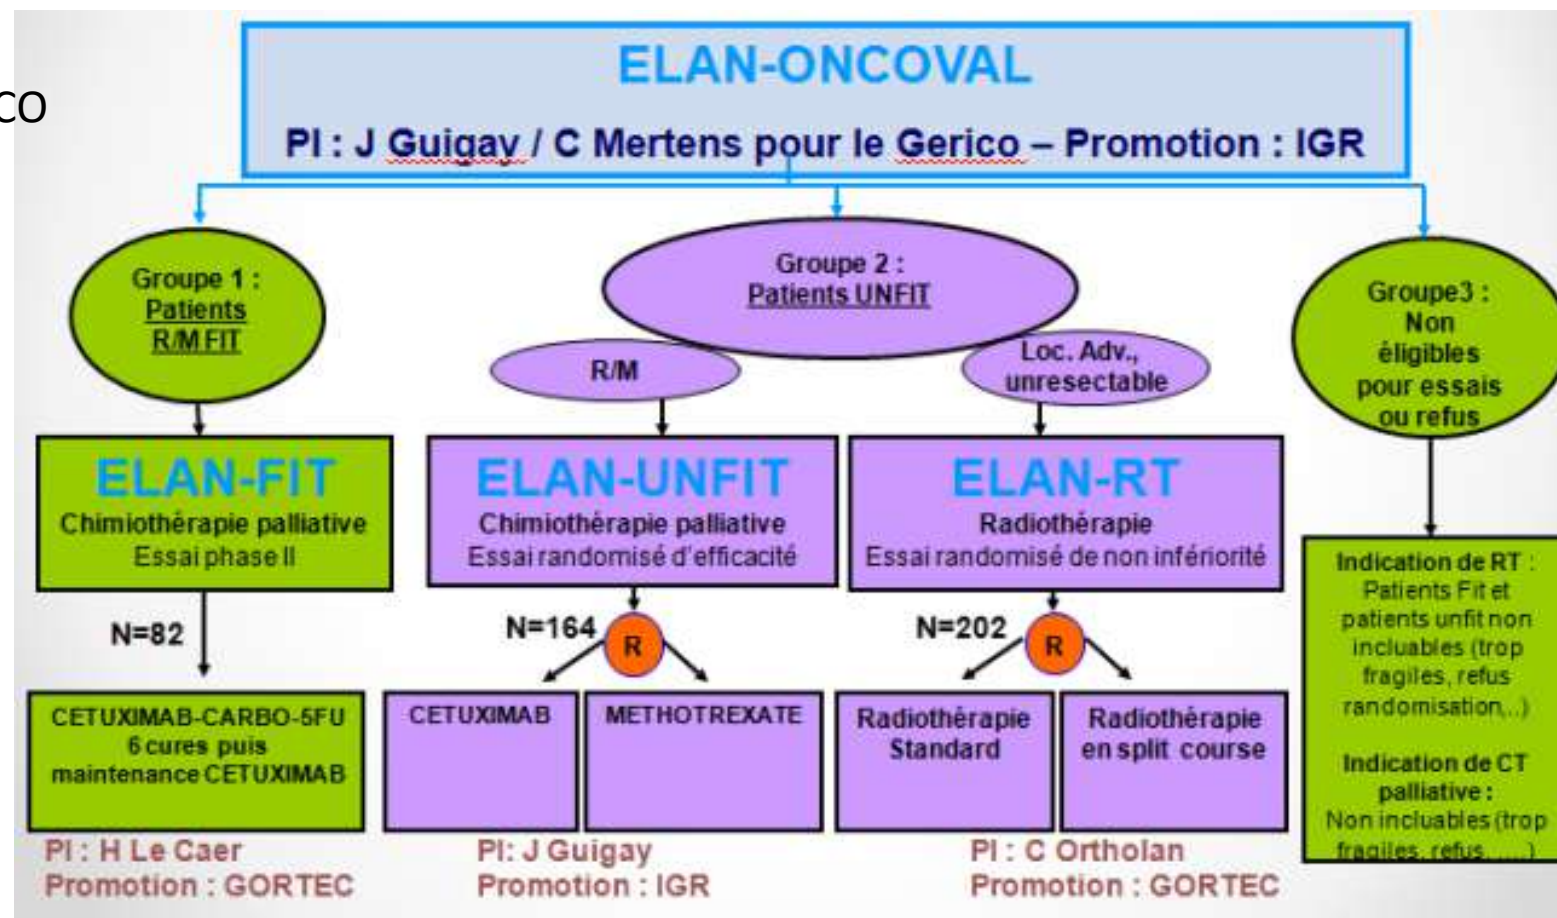 CO
ELAN-ONCOVAL
PI : J Guigay / C Mertens pour le Gerico – Promotion : IGR
Groupe 1 :
Patients
R/M FIT
Groupe 2 :
Patients UNFIT
R/M
Loc. Adv.,
unresectable
Groupe3 :
Non
éligibles
pour essais
ou refus
ELAN-FIT
Chimiothérapie palliative
Essai phase II
ELAN-UNFIT
Chimiothérapie palliative
Essai randomisé d'efficacité
ELAN-RT
Radiothérapie
Essai randomisé de non infériorité
N=82
N=164
R
N=202
R
CETUXIMAB-CARBO-5FU
6 cures puis
maintenance CETUXIMAB
CETUXIMAB
METHOTREXATE
Radiothérapie
Standard
Radiothérapie
en split course
Indication de RT :
Patients Fit et
patients unfit non
incluables (trop
fragiles, refus
randomisation,..)
Indication de CT
palliative :
Non incluables (trop
fragiles, refus.......)
PI : H Le Caer
Promotion : GORTEC
PI: J Guigay
Promotion : IGR
PI : C Ortholan
Promotion : GORTEC